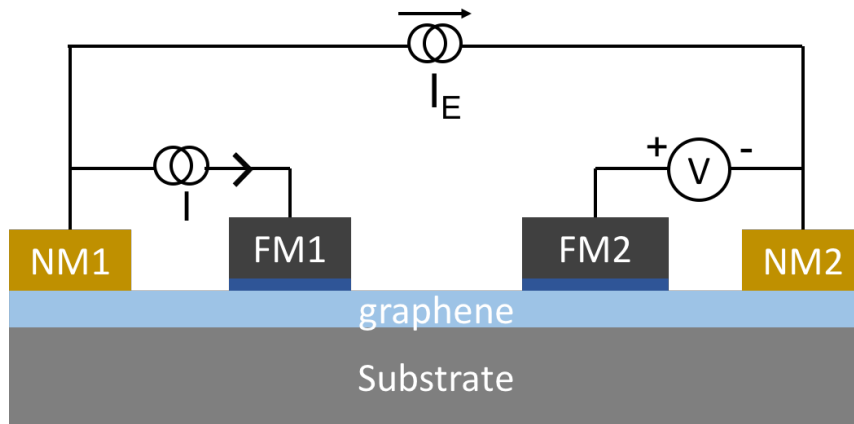 I_E
I
+ V -
NM1 FM1 FM2 NM2
graphene
Substrate